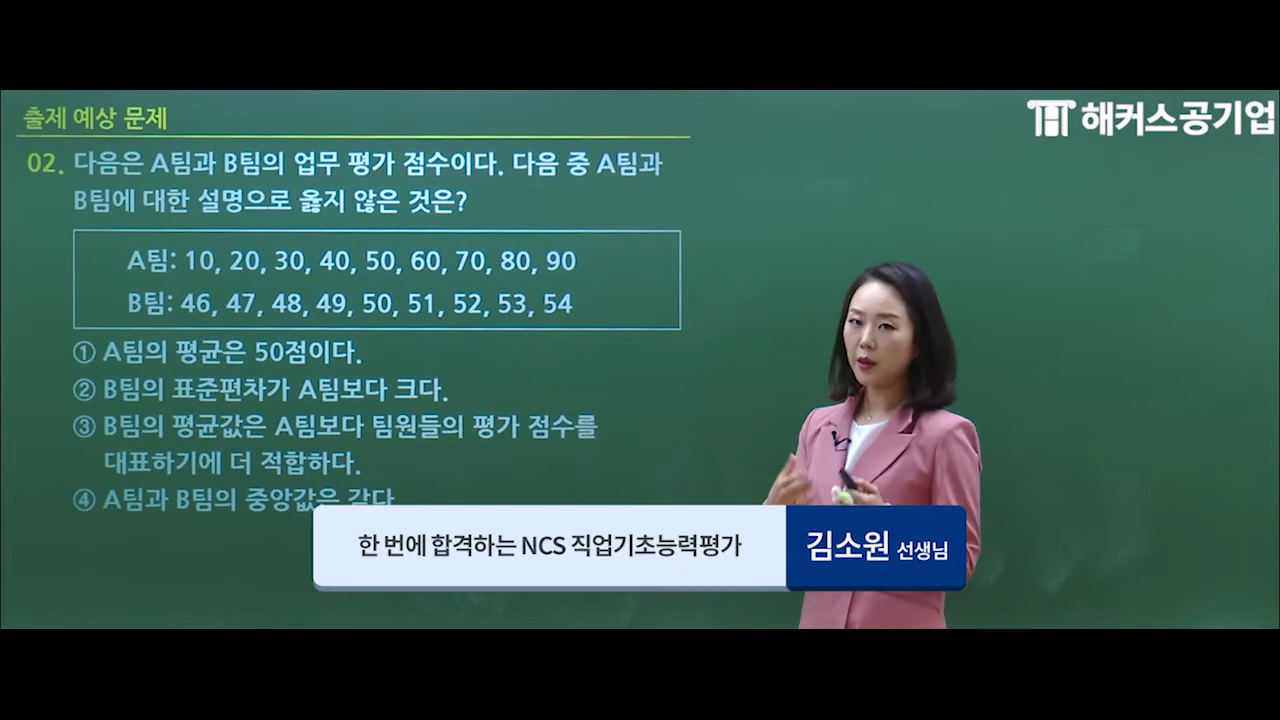 출제 예상 문제
해커스공기업
02. 다음은 A팀과 B팀의 업무 평가 점수이다. 다음 중 A팀과
B팀에 대한 설명으로 옳지 않은 것은?
A팀: 10, 20, 30, 40, 50, 60, 70, 80, 90
B팀: 46, 47, 48, 49, 50, 51, 52, 53, 54
① A팀의 평균은 50점이다.
② B팀의 표준편차가 A팀보다 크다.
③ B팀의 평균값은 A팀보다 팀원들의 평가 점수를
대표하기에 더 적합하다.
④ A팀과 B팀의 중앙값은 같다
한 번에 합격하는 NCS 직업기초능력평가
김소원 선생님